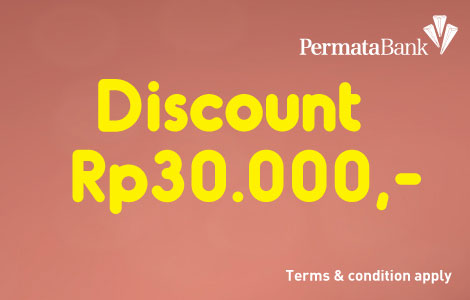 PermataBank
Discount
Rp30.000,-
Terms & condition apply